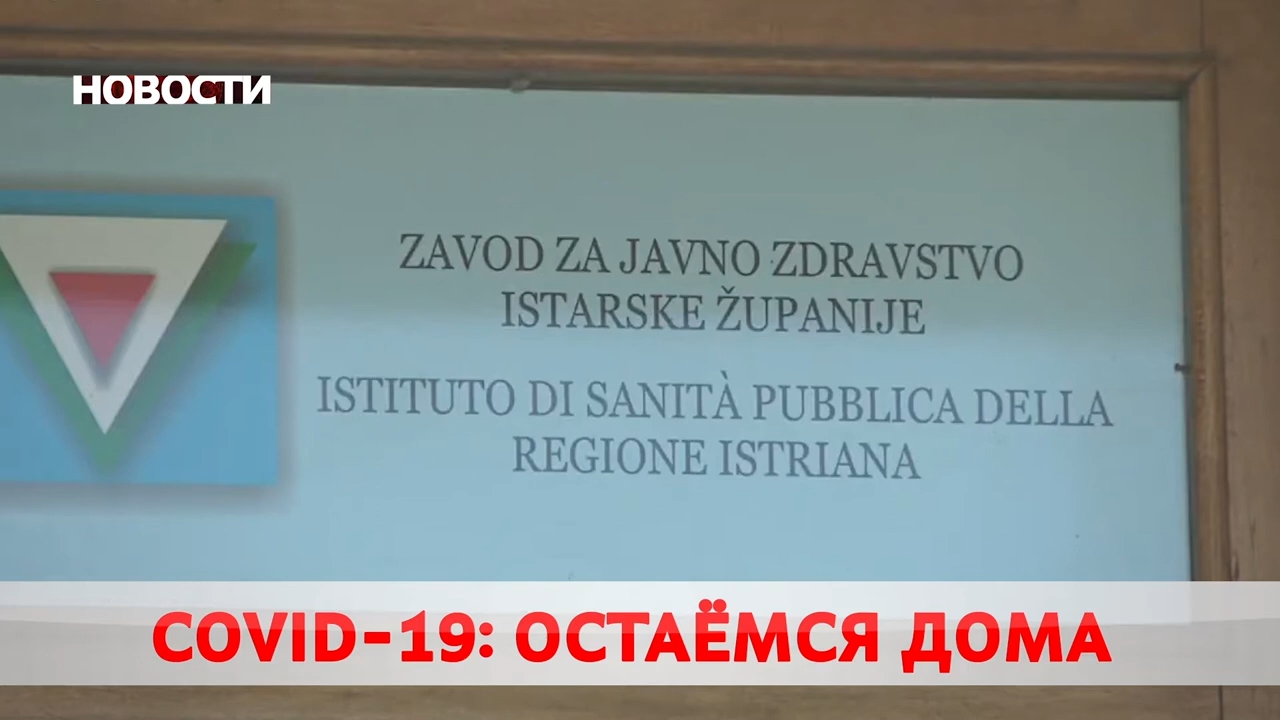 НОВОСТИ
ZAVOD ZA JAVNO ZDRAVSTVO
ISTARSKE ŽUPANIJE
ISTITUTO DI SANITÀ PUBBLICA DELLA
REGIONE ISTRIANA
COVID-19: ОСТАЁМСЯ ДОМА